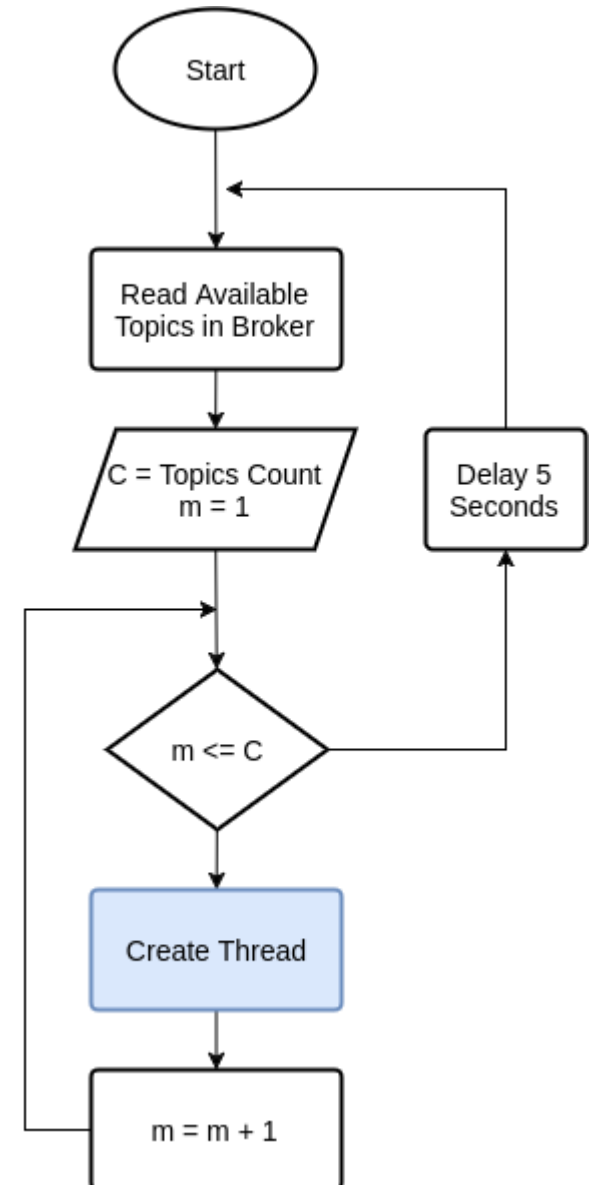 Start
Read Available
Topics in Broker
C = Topics Count
m = 1
Delay 5
Seconds
m <= C
Create Thread
m = m + 1